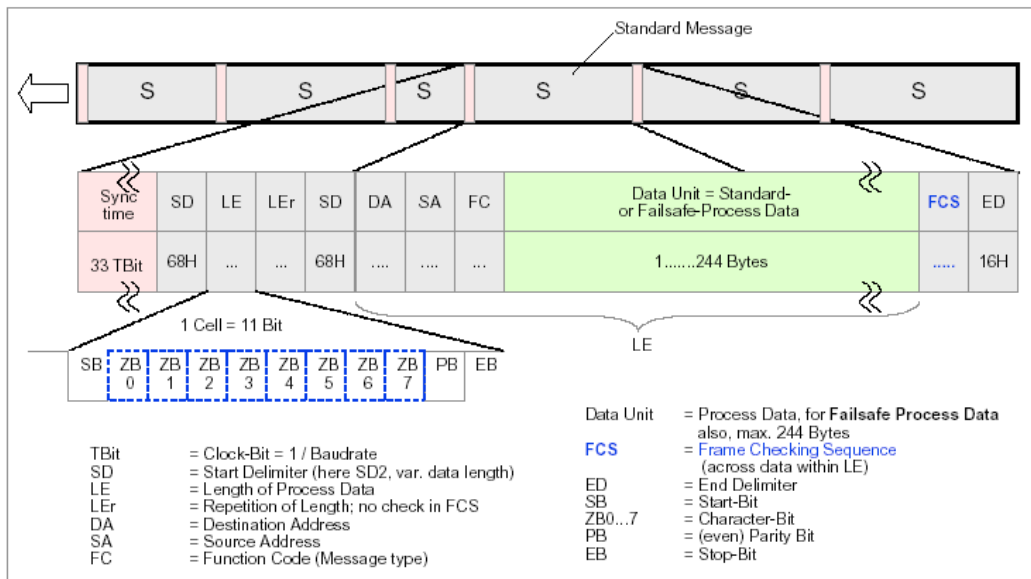 Standard Message
S S S S S S
Sync time SD LE LEr SD DA SA FC Data Unit = Standard- or Failsafe-Process Data FCS ED
33 TBit 68H ... ... 68H .... .... ... 1.......244 Bytes ..... 16H
1 Cell = 11 Bit
LE
SB ZB 0 ZB 1 ZB 2 ZB 3 ZB 4 ZB 5 ZB 6 ZB 7 PB EB
TBit = Clock-Bit = 1 / Baudrate
SD = Start Delimiter (here SD2, var. data length)
LE = Length of Process Data
LEr = Repetition of Length; no check in FCS
DA = Destination Address
SA = Source Address
FC = Function Code (Message type)
Data Unit = Process Data, for Failsafe Process Data
also, max. 244 Bytes
FCS = Frame Checking Sequence
(across data within LE)
ED = End Delimiter
SB = Start-Bit
ZB0...7 = Character-Bit
PB = (even) Parity Bit
EB = Stop-Bit